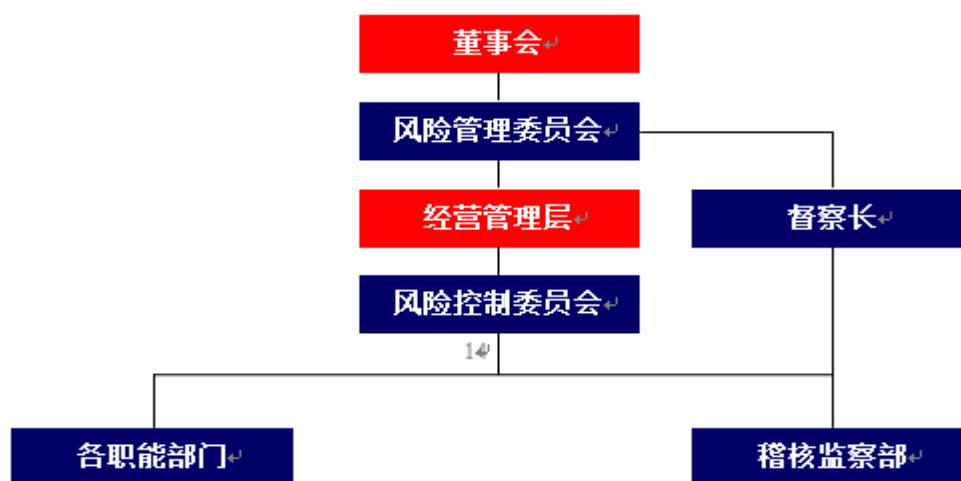 董事会
风险管理委员会
经营管理层
督察长
风险控制委员会
14
各职能部门
稽核监察部